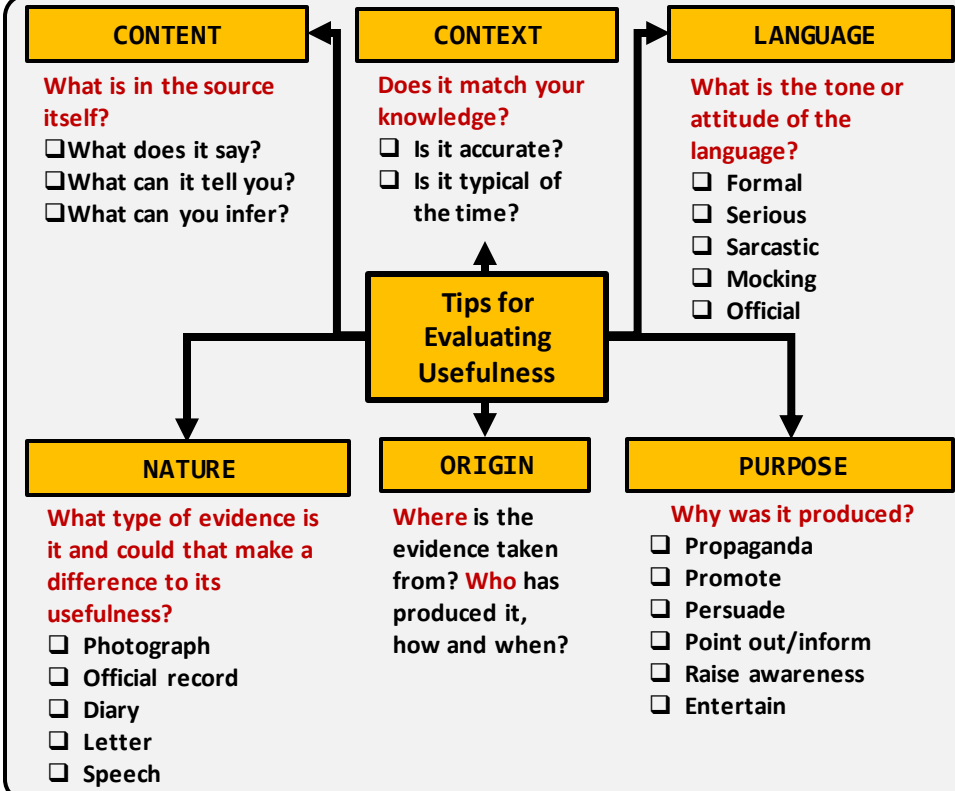 CONTENT
What is in the source
itself?
❑What does it say?
❑What can it tell you?
❑What can you infer?
CONTEXT
Does it match your
knowledge?
❑ Is it accurate?
❑ Is it typical of
the time?
LANGUAGE
What is the tone or
attitude of the
language?
❑ Formal
❑ Serious
❑ Sarcastic
❑ Mocking
❑ Official
Tips for
Evaluating
Usefulness
NATURE
What type of evidence is
it and could that make a
difference to its
usefulness?
❑ Photograph
❑ Official record
❑ Diary
❑ Letter
❑ Speech
ORIGIN
Where is the
evidence taken
from? Who has
produced it,
how and when?
PURPOSE
Why was it produced?
❑ Propaganda
❑ Promote
❑ Persuade
❑ Point out/inform
❑ Raise awareness
❑ Entertain